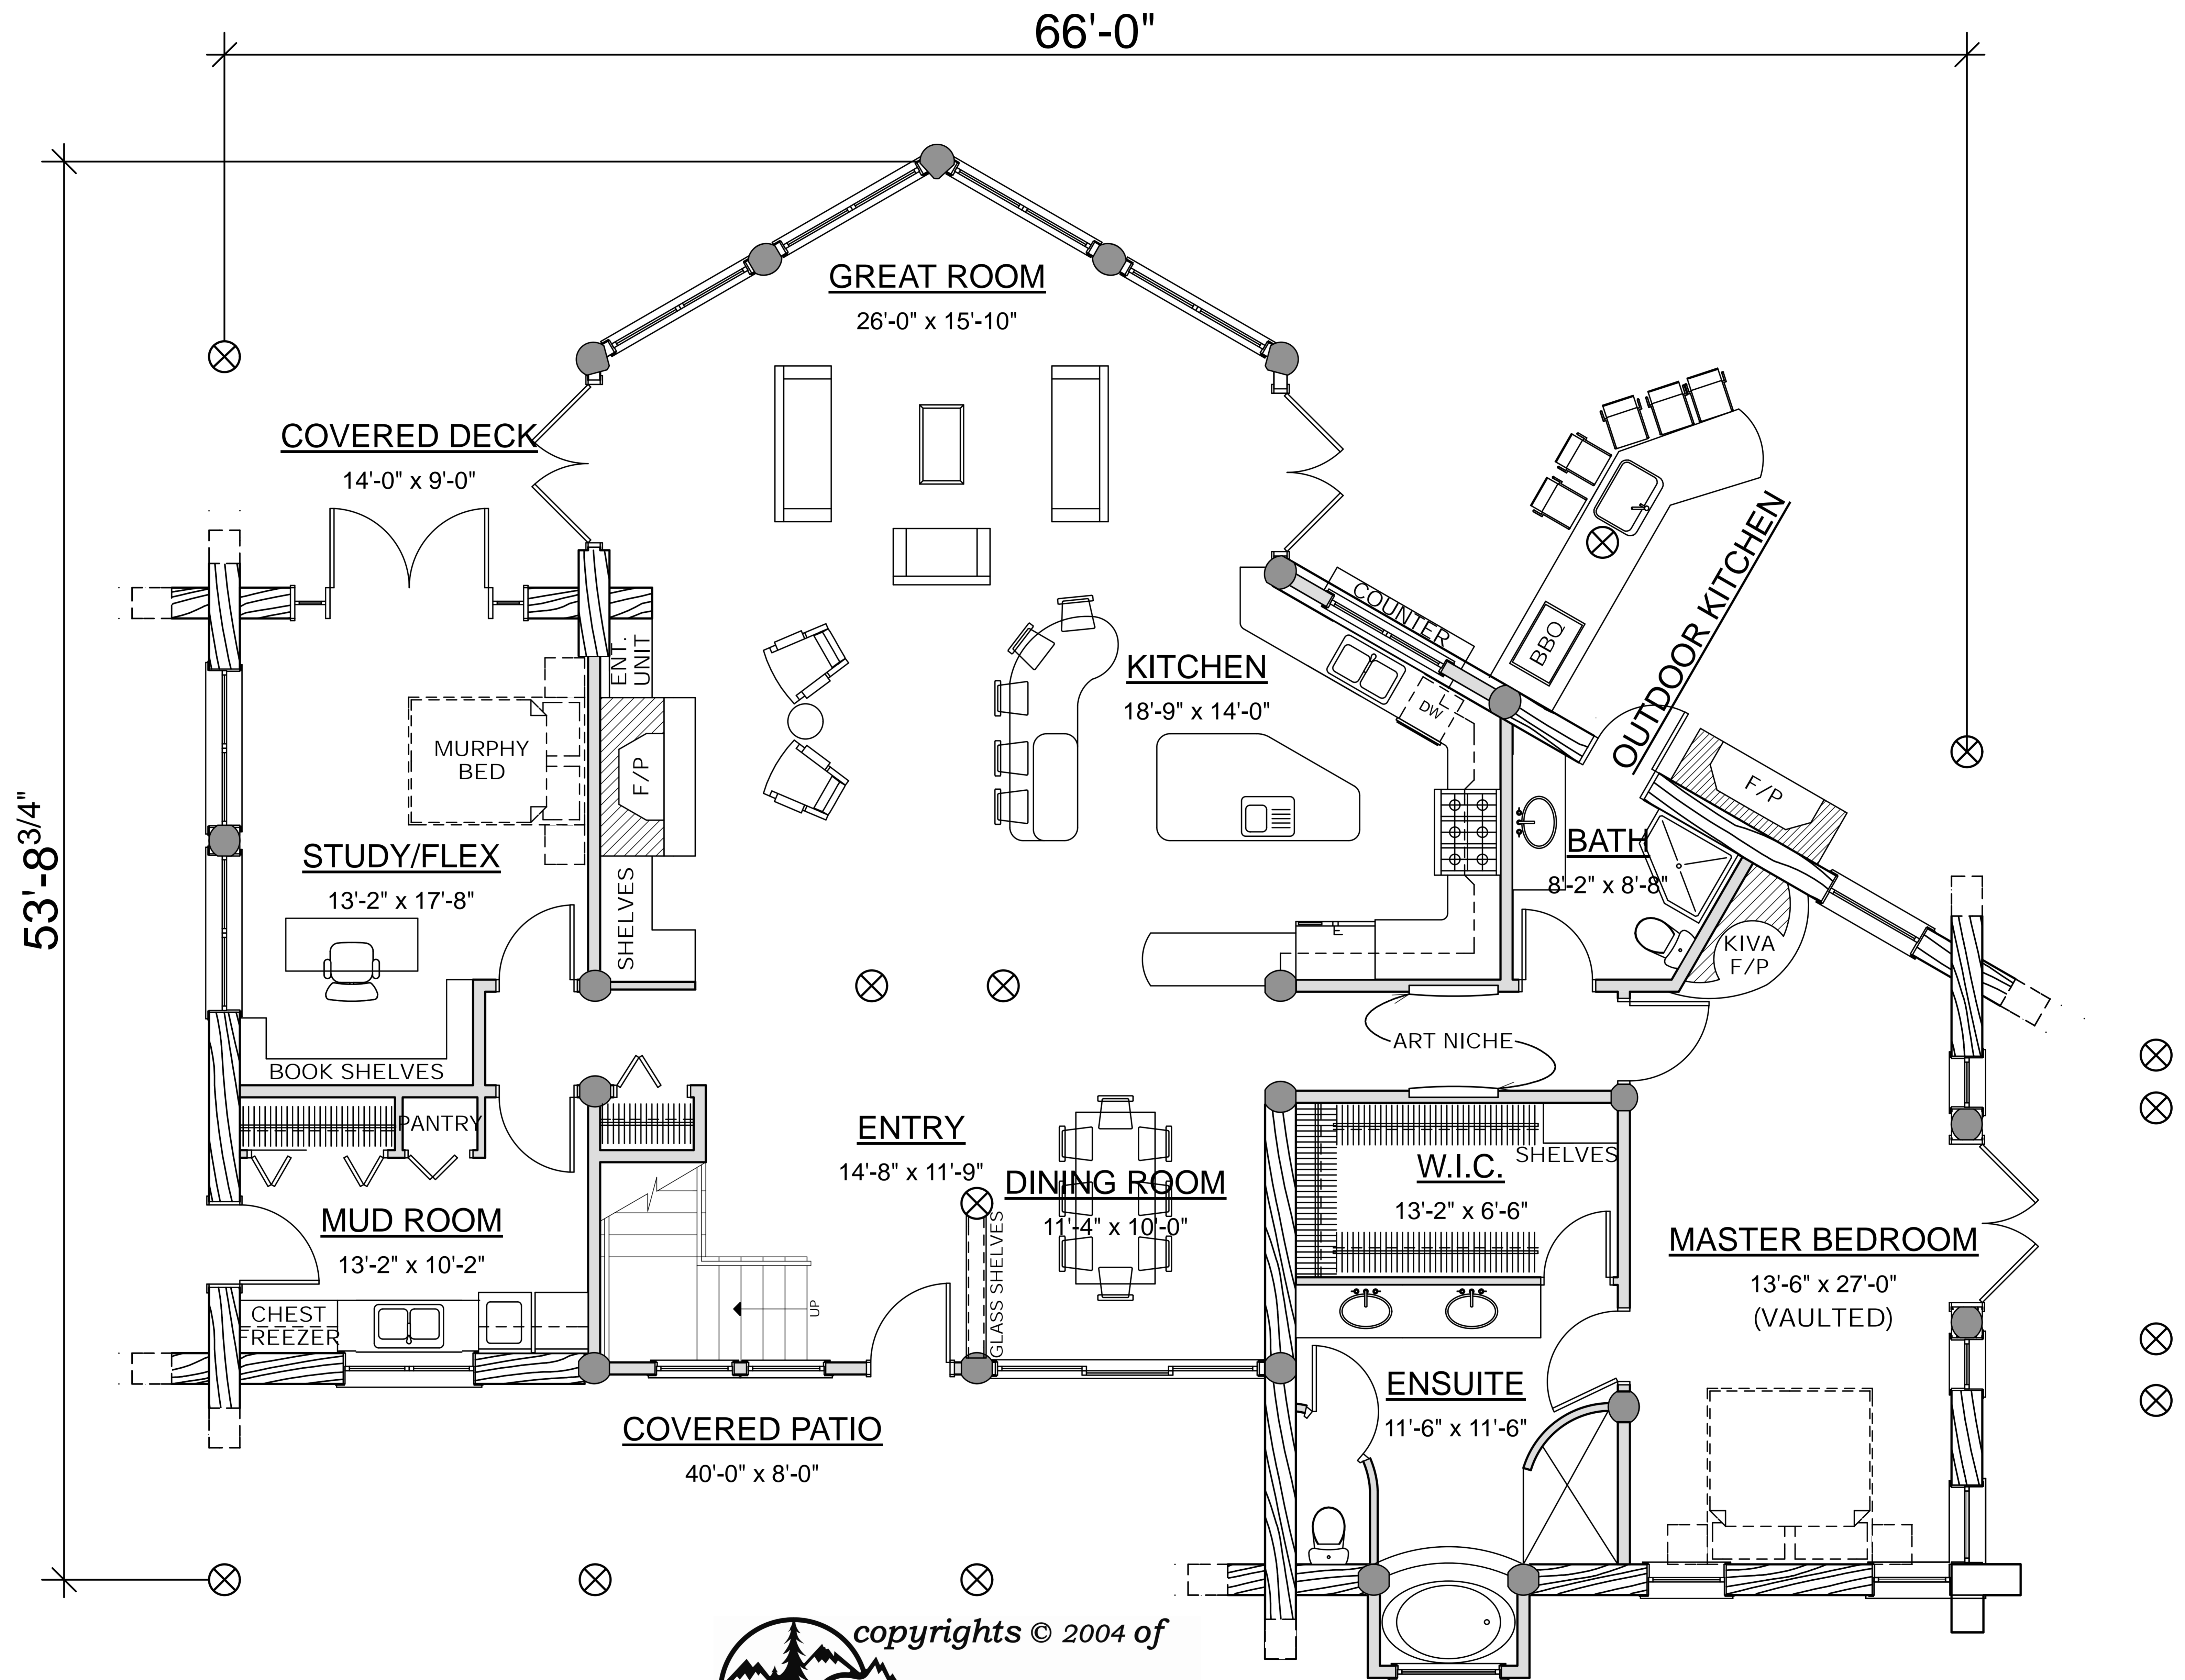 66'-0"
53'-8 3/4"
GREAT ROOM
26'-0" x 15'-10"
COVERED DECK
14'-0" x 9'-0"
OUTDOOR KITCHEN
BBQ
COUNTER
ENT.
UNIT
KITCHEN
18'-9" x 14'-0"
DW
MURPHY
BED
F/P
F/P
STUDY/FLEX
13'-2" x 17'-8"
SHELVES
BATH
8'-2" x 8'-8"
KIVA
F/P
BOOK SHELVES
ART NICHE
PANTRY
ENTRY
14'-8" x 11'-9"
DINING ROOM
11'-4" x 10'-0"
GLASS SHELVES
SHELVES
W.I.C.
13'-2" x 6'-6"
MUD ROOM
13'-2" x 10'-2"
MASTER BEDROOM
13'-6" x 27'-0"
(VAULTED)
CHEST
FREEZER
UP
ENSUITE
11'-6" x 11'-6"
COVERED PATIO
40'-0" x 8'-0"
copyrights © 2004 of